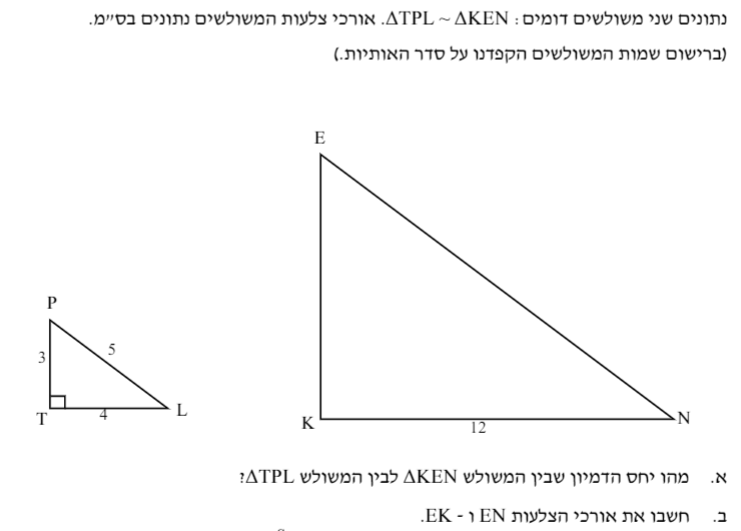 נתונים שני משולשים דומים: ΔTPL ~ ΔKEN. אורכי צלעות המשולשים נתונים בס"מ.
(ברישום שמות המשולשים הקפדנו על סדר האותיות.)
E
P
3
5
T
4
L
K
12
N
א. מהו יחס הדמיון שבין המשולש ΔKEN לבין המשולש ΔTPL?
ב. חשבו את אורכי הצלעות EN ו - EK.